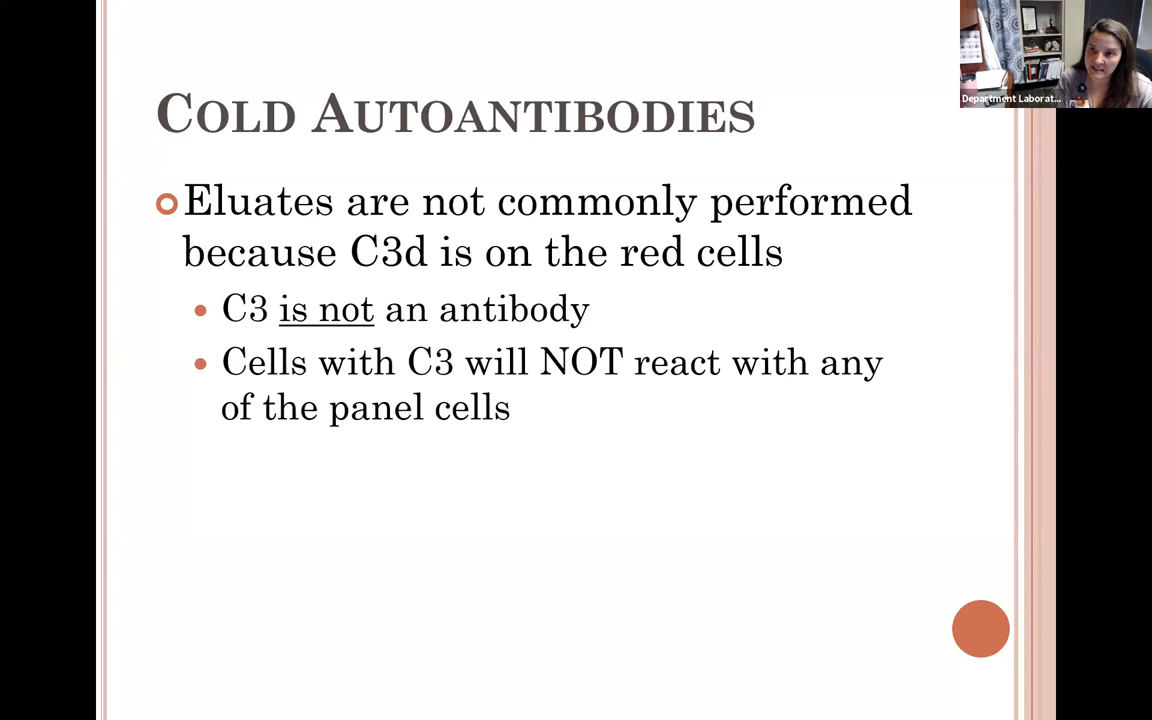 Department Laborat...
COLD AUTOANTIBODIES
Eluates are not commonly performed
because C3d is on the red cells
C3 is not an antibody
Cells with C3 will NOT react with any
of the panel cells